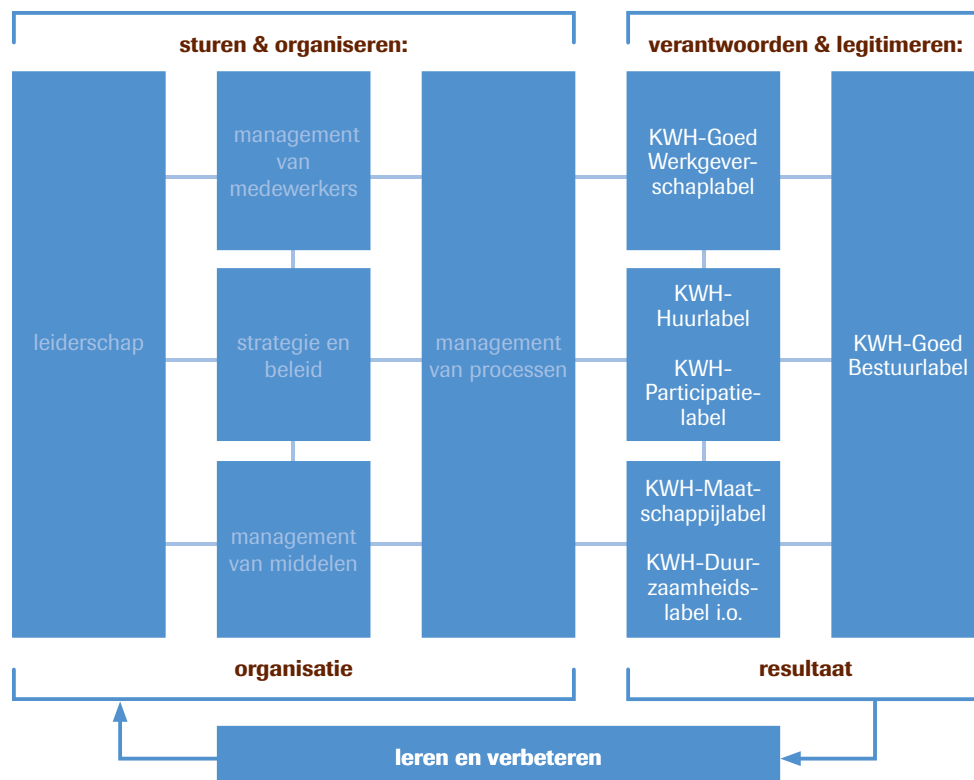 sturen & organiseren:
verantwoorden & legitimeren:
leiderschap
management
van
medewerkers
strategie en
beleid
management
van middelen
management
van processen
KWH-Goed
Werkgever-
schaplabel
KWH-
Huurlabel
KWH-
Participatie-
label
KWH-Maat-
schappijlabel
KWH-Duur-
zaamheids-
label i.o.
KWH-Goed
Bestuurlabel
organisatie
resultaat
leren en verbeteren